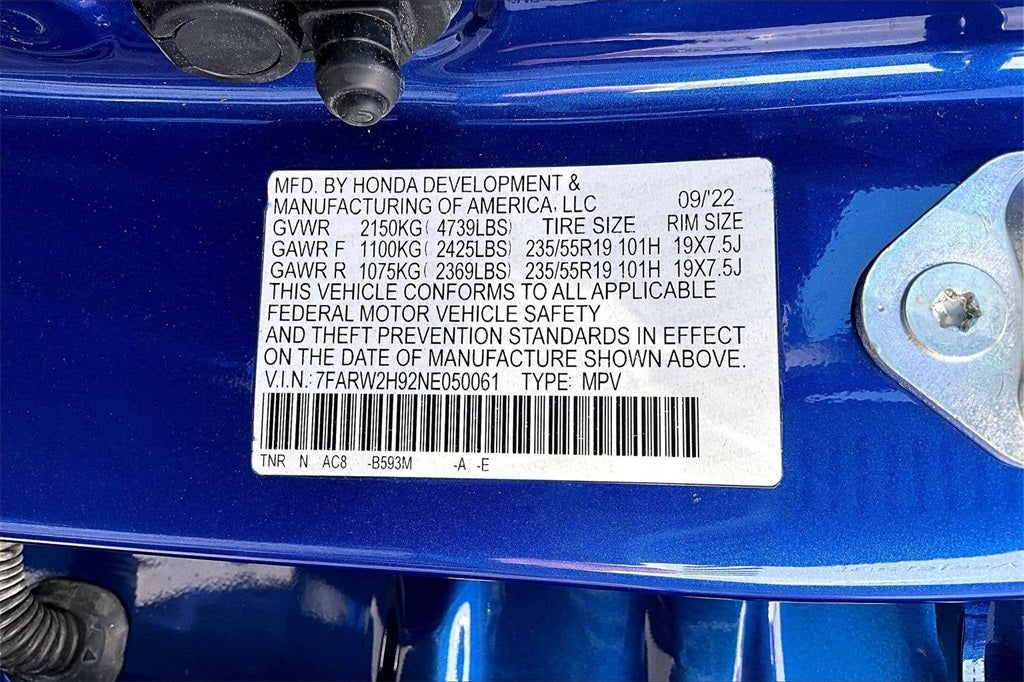 MFD. BY HONDA DEVELOPMENT &
MANUFACTURING OF AMERICA, LLC 09/'22
GVWR 2150KG( 4739LBS) TIRE SIZE RIM SIZE
GAWR F 1100KG( 2425LBS) 235/55R19 101H 19X7.5J
GAWR R 1075KG( 2369LBS) 235/55R19 101H 19X7.5J
THIS VEHICLE CONFORMS TO ALL APPLICABLE
FEDERAL MOTOR VEHICLE SAFETY
AND THEFT PREVENTION STANDARDS IN EFFECT
ON THE DATE OF MANUFACTURE SHOWN ABOVE.
V.I.N.: 7FARW2H92NE050061 TYPE: MPV
TNR N AC8 -B593M -A -E